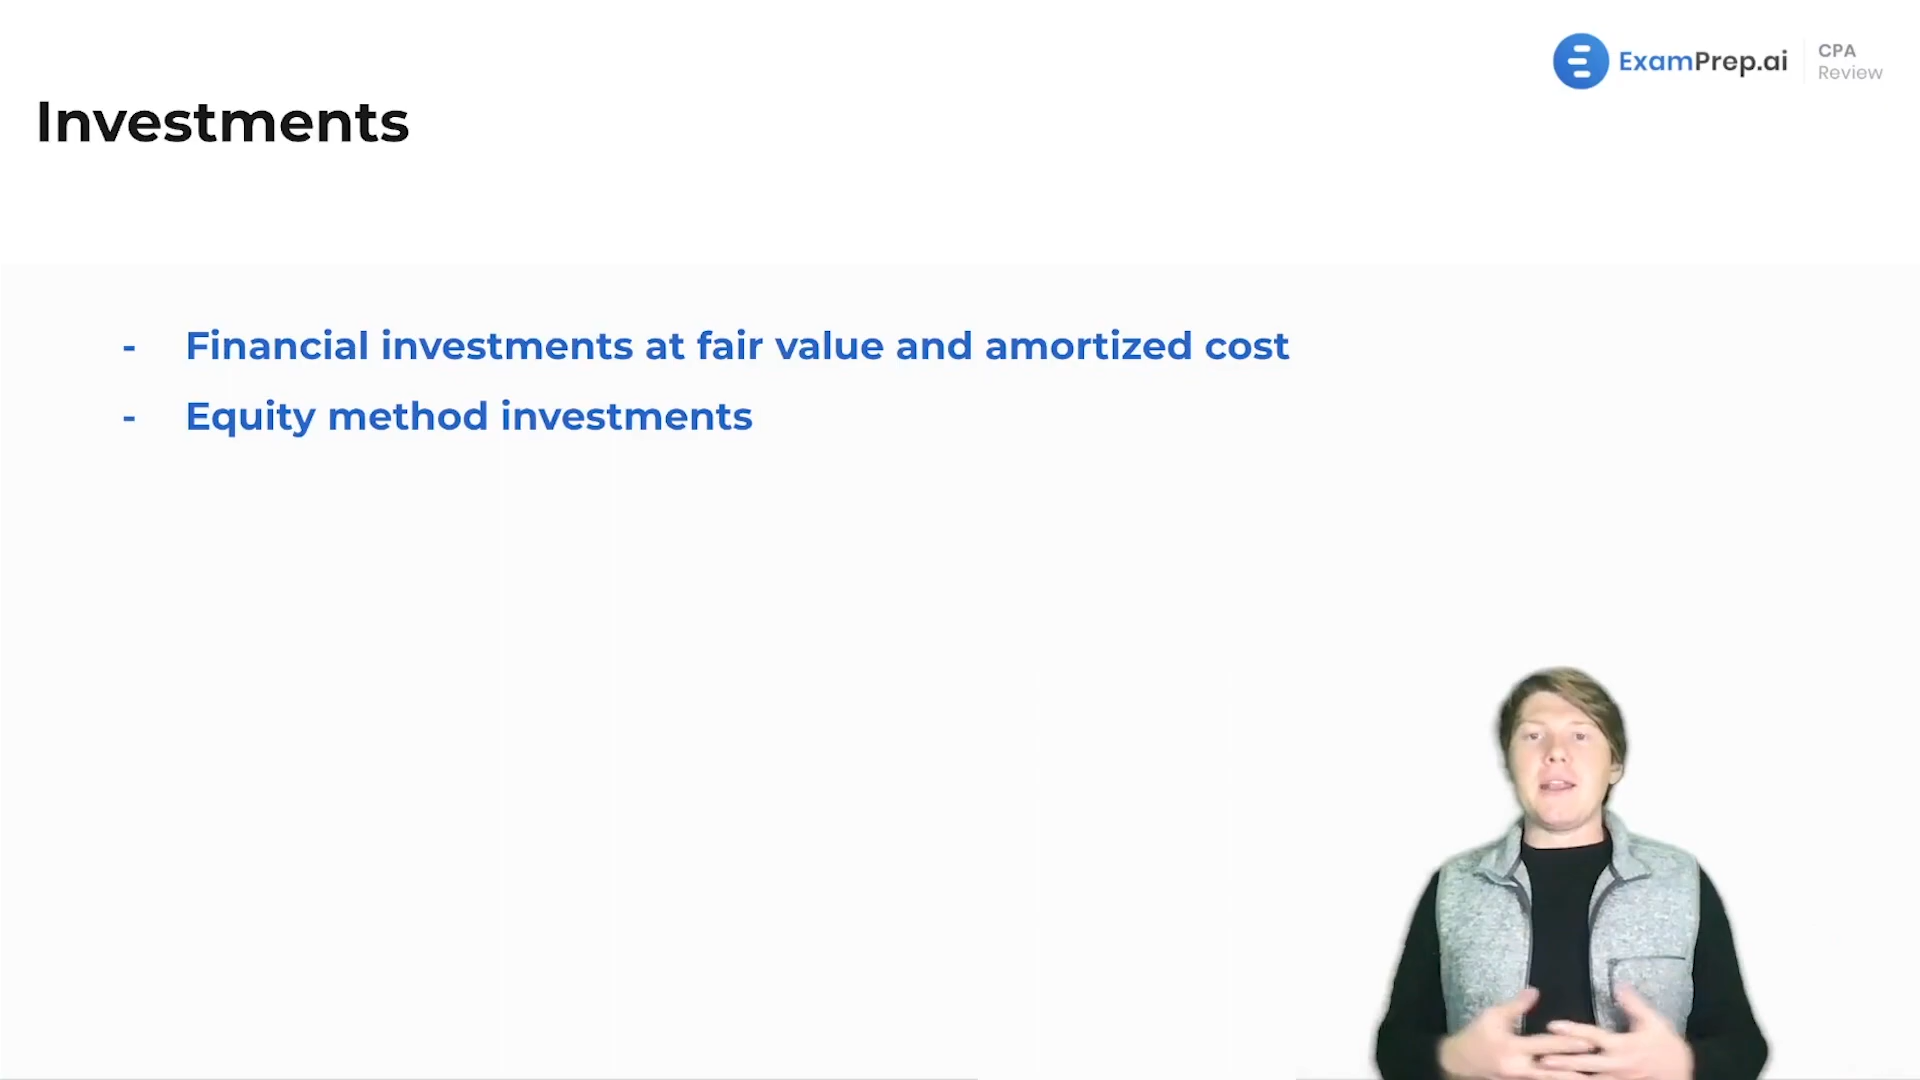 ExamPrep.ai
CPA
Review
Investments
- Financial investments at fair value and amortized cost
- Equity method investments